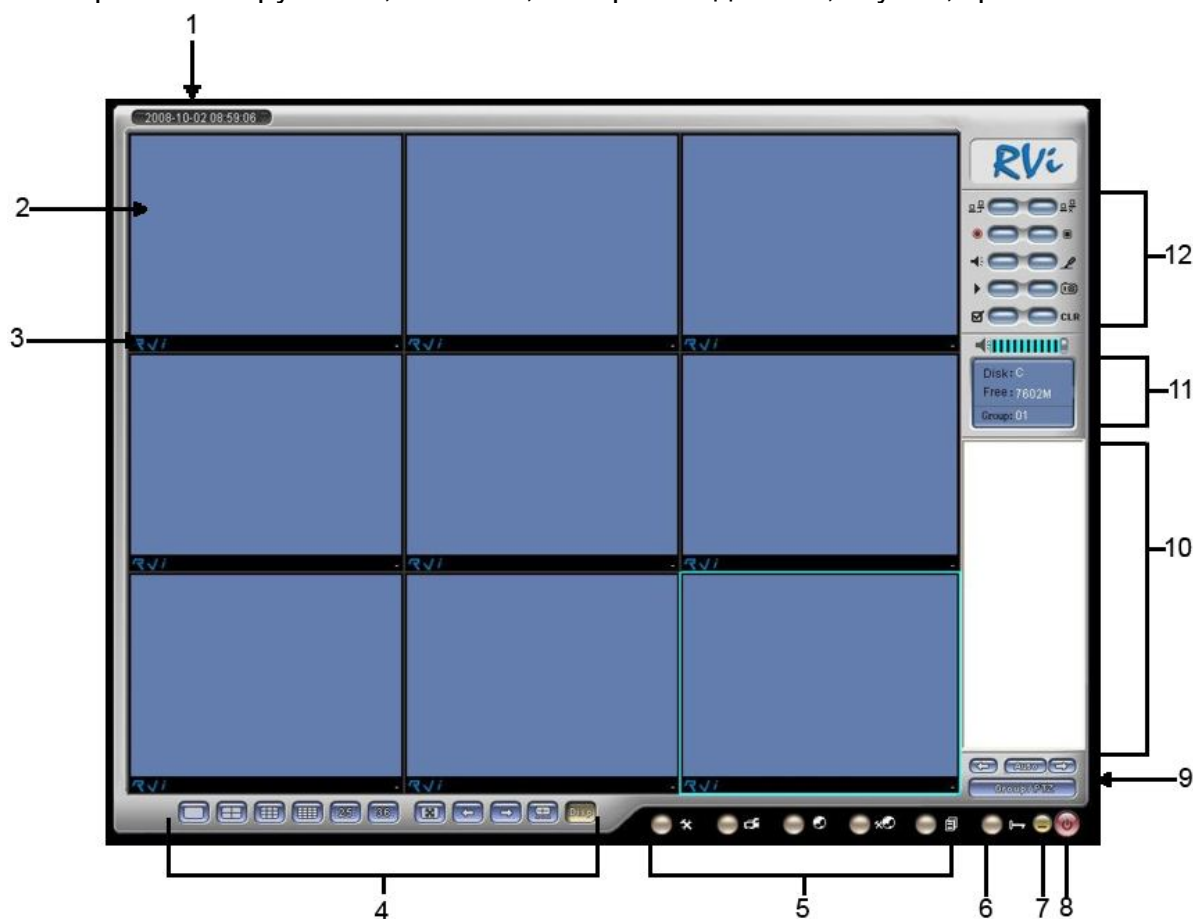 1
2008-10-02 08:59:06
RVi
2
12
CLR
3
RVi - RVi - RVi -
Disk: C
Free: 7602M
Group: 01
11
10
RVi - RVi - RVi -
Auto
9
Group/PTZ
RVi - RVi - RVi
25 36 Disp
4
5
6
7
8